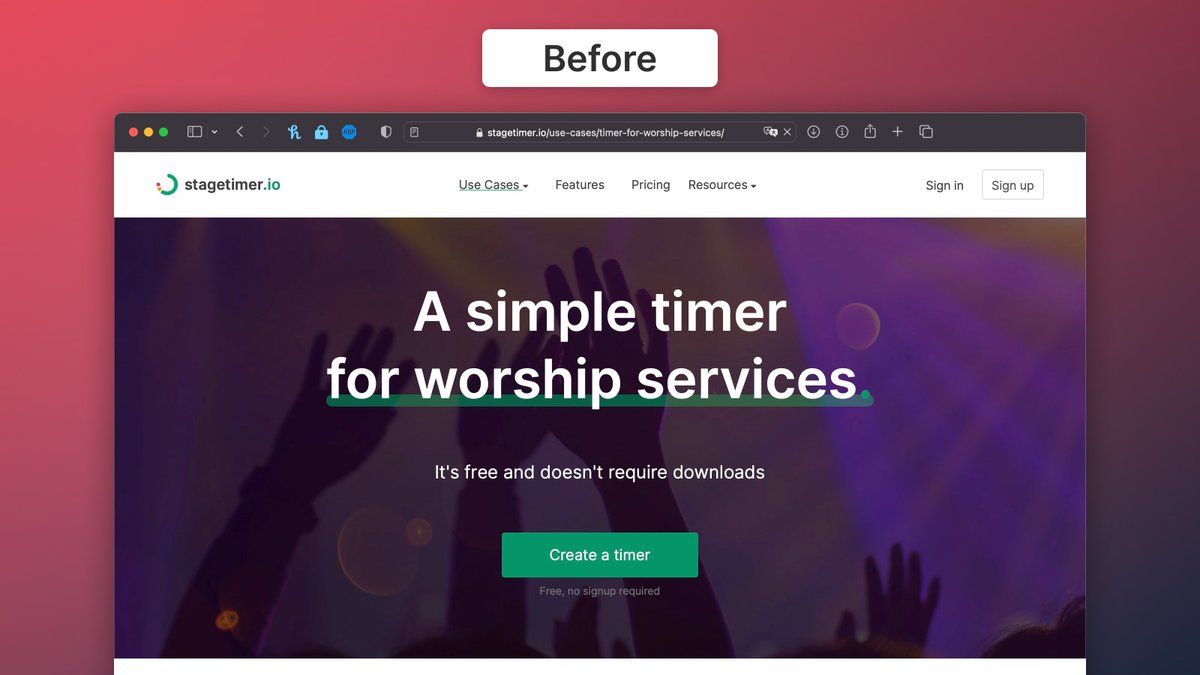 Before
ABP
stagetimer.io/use-cases/timer-for-worship-services/
stagetimer.io
Use Cases
Features
Pricing
Resources
Sign in
Sign up
A simple timer
for worship services.
It's free and doesn't require downloads
Create a timer
Free, no signup required